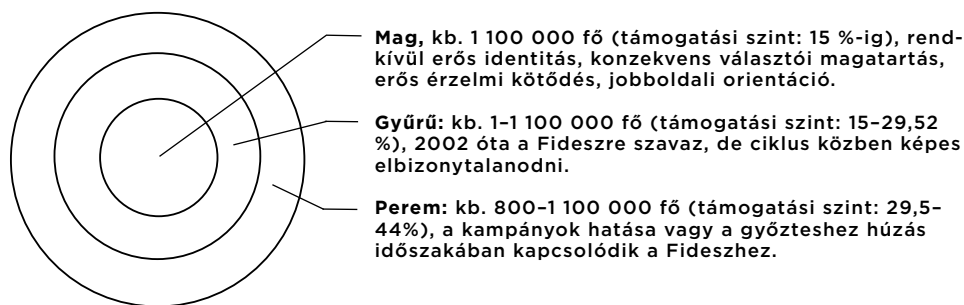 Mag, kb. 1 100 000 fő (támogatási szint: 15 %-ig), rend-
kívül erős identitás, konzekvens választói magatartás,
erős érzelmi kötődés, jobboldali orientáció.
Gyűrű: kb. 1–1 100 000 fő (támogatási szint: 15–29,52
%), 2002 óta a Fideszre szavaz, de ciklus közben képes
elbizonytalanodni.
Perem: kb. 800–1 100 000 fő (támogatási szint: 29,5–
44%), a kampányok hatása vagy a győzteshez húzás
időszakában kapcsolódik a Fideszhez.